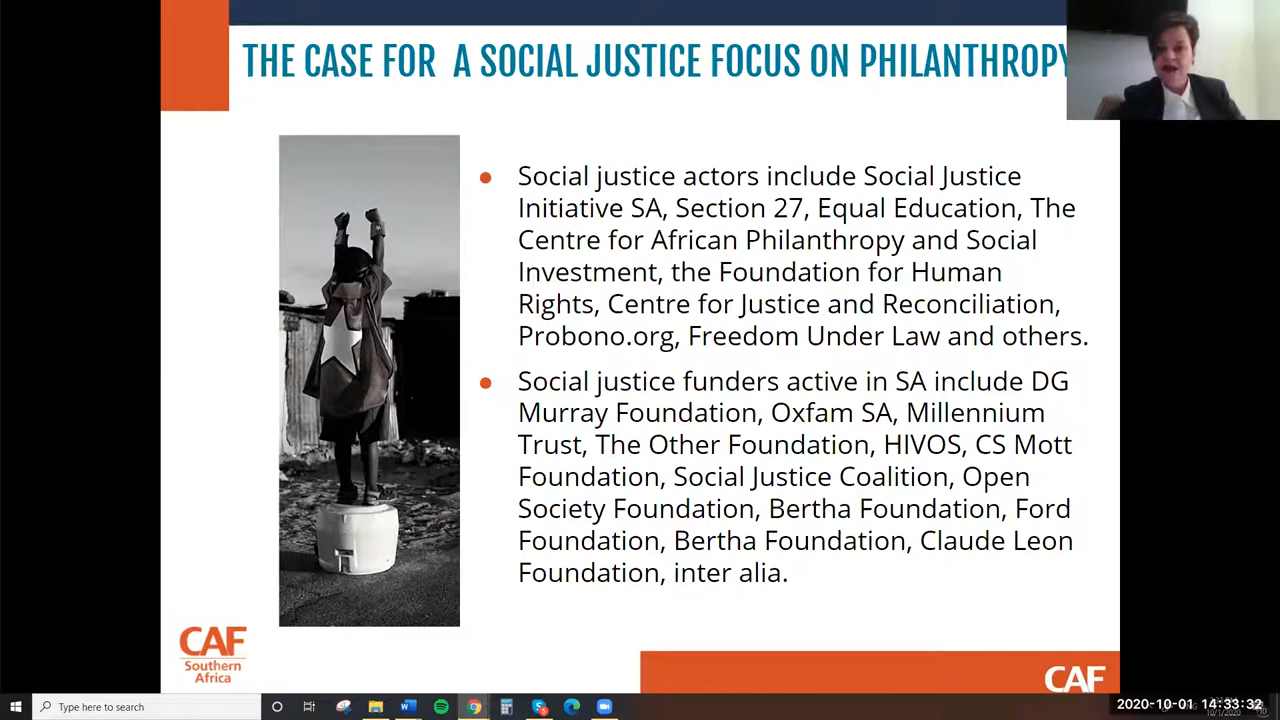 THE CASE FOR A SOCIAL JUSTICE FOCUS ON PHILANTHROPY
Social justice actors include Social Justice
Initiative SA, Section 27, Equal Education, The
Centre for African Philanthropy and Social
Investment, the Foundation for Human
Rights, Centre for Justice and Reconciliation,
Probono.org, Freedom Under Law and others.
Social justice funders active in SA include DG
Murray Foundation, Oxfam SA, Millennium
Trust, The Other Foundation, HIVOS, CS Mott
Foundation, Social Justice Coalition, Open
Society Foundation, Bertha Foundation, Ford
Foundation, Bertha Foundation, Claude Leon
Foundation, inter alia.
CAF
Southern
Africa
CAF
Type here to search
2020-10-01 14:33:32